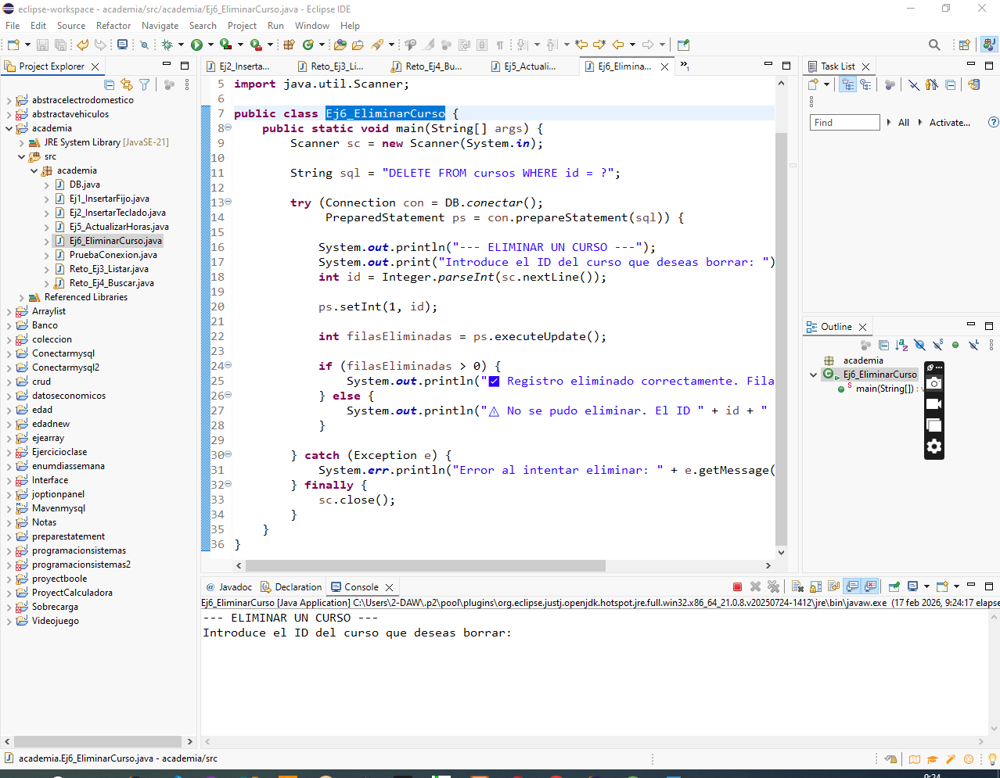 eclipse-workspace - academia/src/academia/Ej6_EliminarCurso.java - Eclipse IDE
File Edit Source Refactor Navigate Search Project Run Window Help
Project Explorer
abstracelectrodomestico
abstractavehiculos
academia
JRE System Library [JavaSE-21]
src
academia
DB.java
Ej1_InsertarFijo.java
Ej2_InsertarTeclado.java
Ej5_ActualizarHoras.java
Ej6_EliminarCurso.java
PruebaConexion.java
Reto_Ej3_Listar.java
Reto_Ej4_Buscar.java
Referenced Libraries
Arraylist
Banco
coleccion
Conectarmysql
Conectarmysql2
crud
datoseconomicos
edad
edadnew
ejearray
Ejercicioclase
enumdiassemana
Interface
joptionpanel
Mavenmysql
Notas
preparestatement
programacionsistemas
programacionsistemas2
proyectboole
ProyectCalculadora
Sobrecarga
Videojuego
Ej2_Inserta... Reto_Ej3_Li... Reto_Ej4_Bu... Ej5_Actuali... Ej6_Elimina... »1
5 import java.util.Scanner;
6
7 public class Ej6_EliminarCurso {
8 public static void main(String[] args) {
9 Scanner sc = new Scanner(System.in);
10
11 String sql = "DELETE FROM cursos WHERE id = ?";
12
13 try (Connection con = DB.conectar();
14 PreparedStatement ps = con.prepareStatement(sql)) {
15
16 System.out.println("--- ELIMINAR UN CURSO ---");
17 System.out.print("Introduce el ID del curso que deseas borrar: ")
18 int id = Integer.parseInt(sc.nextLine());
19
20 ps.setInt(1, id);
21
22 int filasEliminadas = ps.executeUpdate();
23
24 if (filasEliminadas > 0) {
25 System.out.println("✅ Registro eliminado correctamente. Fila
26 } else {
27 System.out.println("⚠ No se pudo eliminar. El ID " + id + "
28 }
29
30 } catch (Exception e) {
31 System.err.println("Error al intentar eliminar: " + e.getMessage(
32 } finally {
33 sc.close();
34 }
35 }
36 }
Task List
Find All Activate...
Outline
academia
Ej6_EliminarCurso
main(String[]) : v
Javadoc Declaration Console
Ej6_EliminarCurso [Java Application] C:\Users\2-DAW\.p2\pool\plugins\org.eclipse.justj.openjdk.hotspot.jre.full.win32.x86_64_21.0.8.v20250724-1412\jre\bin\javaw.exe (17 feb 2026, 9:24:17 elapse
--- ELIMINAR UN CURSO ---
Introduce el ID del curso que deseas borrar:
academia.Ej6_EliminarCurso.java - academia/src
9:24